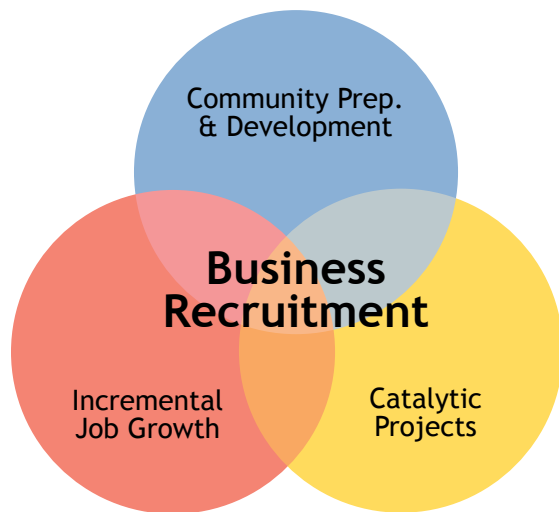 Community Prep.
& Development
Business
Recruitment
Incremental
Job Growth
Catalytic
Projects